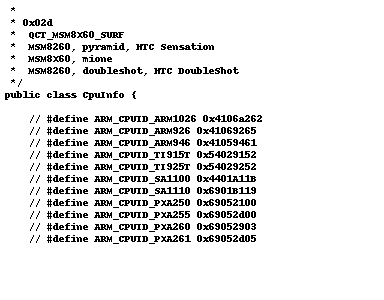 *
* 0x02d
*  QCT_MSM8X60_SURF
*  MSM8260, pyramid, HTC Sensation
*  MSM8X60, mione
*  MSM8260, doubleshot, HTC DoubleShot
*/
public class CpuInfo {
// #define ARM_CPUID_ARM1026 0x4106a262
// #define ARM_CPUID_ARM926 0x41069265
// #define ARM_CPUID_ARM946 0x41059461
// #define ARM_CPUID_TI915T 0x54029152
// #define ARM_CPUID_TI925T 0x54029252
// #define ARM_CPUID_SA1100 0x4401A11B
// #define ARM_CPUID_SA1110 0x6901B119
// #define ARM_CPUID_PXA250 0x69052100
// #define ARM_CPUID_PXA255 0x69052d00
// #define ARM_CPUID_PXA260 0x69052903
// #define ARM_CPUID_PXA261 0x69052d05